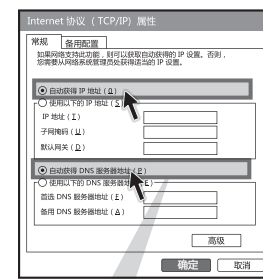 Internet 协议 (TCP/IP) 属性
常规 备用配置
如果网络支持此功能，则可以获取自动获得的 IP 设置。否则，
您需要从网络系统管理员处获得适当的 IP 设置。
自动获得 IP 地址 (O)
使用以下的 IP 地址 (S)
IP 地址 (I)
子网掩码 (U)
默认网关 (D)
自动获得 DNS 服务器地址 (B)
使用以下的 DNS 服务器地址 (E)
首选 DNS 服务器地址 (F)
备用 DNS 服务器地址 (A)
高级
确定 取消